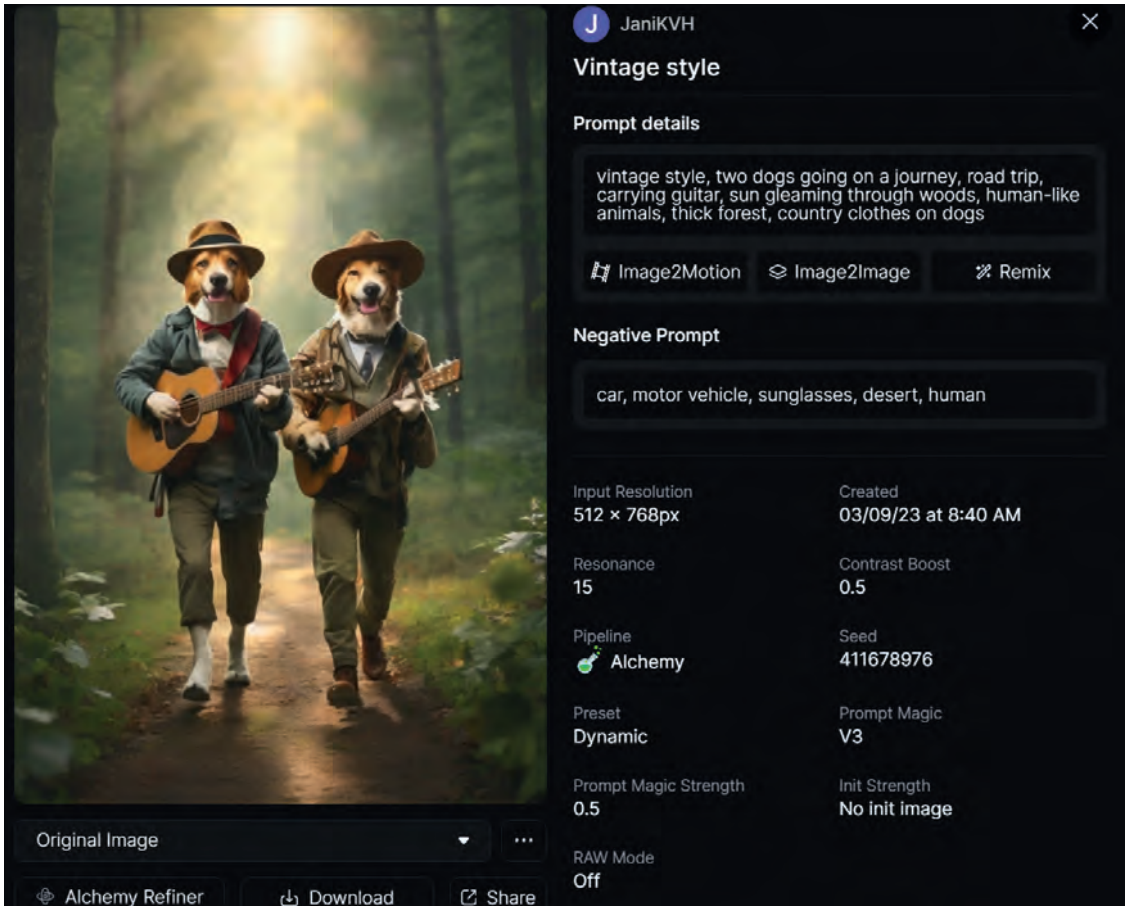 J JaniKVH
Vintage style
Prompt details
vintage style, two dogs going on a journey, road trip,
carrying guitar, sun gleaming through woods, human-like
animals, thick forest, country clothes on dogs
Image2Motion Image2Image Remix
Negative Prompt
car, motor vehicle, sunglasses, desert, human
Input Resolution Created
512 × 768px 03/09/23 at 8:40 AM
Resonance Contrast Boost
15 0.5
Pipeline Seed
Alchemy 411678976
Preset Prompt Magic
Dynamic V3
Prompt Magic Strength Init Strength
0.5 No init image
RAW Mode
Off
Original Image
Alchemy Refiner Download Share